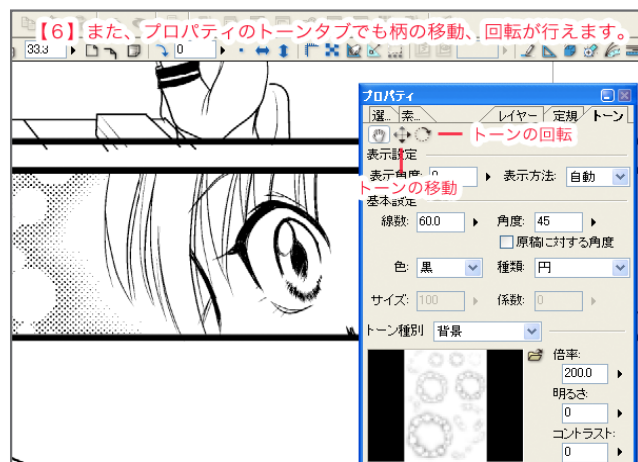 【6】また、プロパティのトーンタブでも柄の移動、回転が行えます。
33.3 0
プロパティ
選... 素... レイヤー 定規 トーン
トーンの回転
表示設定
表示角度: 0 表示方法: 自動
トーンの移動
基本設定
線数: 60.0 角度: 45
原稿に対する角度
色: 黒 種類: 円
サイズ: 100 係数: 0
トーン種別 背景
倍率:
200.0
明るさ:
0
コントラスト:
0